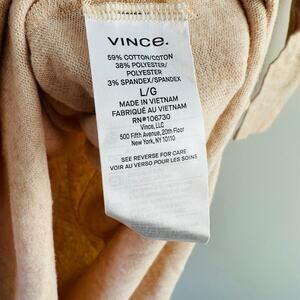 VINCE.
59% COTTON/COTON
38% POLYESTER/
POLYESTER
3% SPANDEX/SPANDEX
L/G
MADE IN VIETNAM
FABRIQUÉ AU VIETNAM
RN#106730
Vince, LLC
500 Fifth Avenue, 20th Floor
New York, NY 10110
SEE REVERSE FOR CARE
VOIR AU VERSO POUR LES SOINS